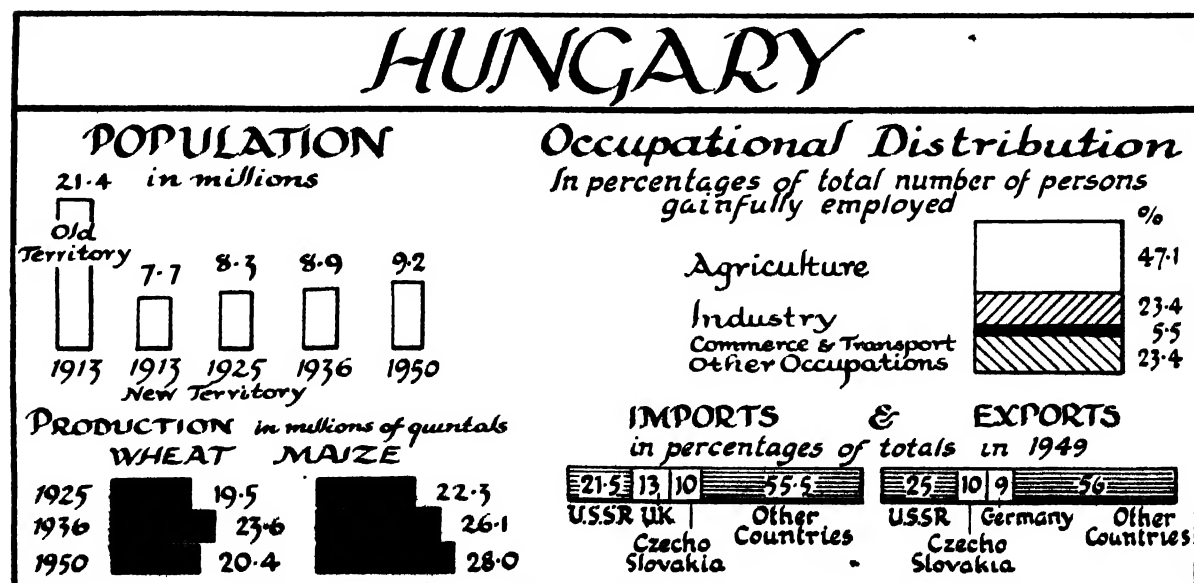 HUNGARY
POPULATION
in millions
21.4
Old
Territory
7.7
8.3
8.9
9.2
1913 1913 1925 1936 1950
New Territory
Occupational Distribution
In percentages of total number of persons
gainfully employed
%
Agriculture 47.1
Industry 23.4
Commerce & Transport 5.5
Other Occupations 23.4
PRODUCTION in millions of quintals
WHEAT MAIZE
1925 19.5 22.3
1936 23.6 26.1
1950 20.4 28.0
IMPORTS & EXPORTS
in percentages of totals in 1949
21.5 13 10 55.5
U.S.S.R U.K Other
Czecho Countries
Slovakia
25 10 9 56
U.S.S.R Germany Other
Czecho Countries
Slovakia